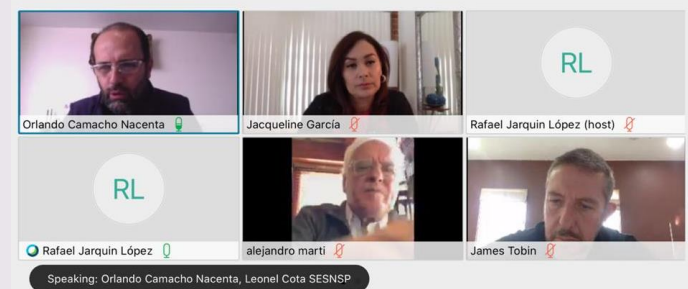 RL
Orlando Camacho Nacenta
Jacqueline García
Rafael Jarquin López (host)
RL
Rafael Jarquin López
alejandro marti
James Tobin
Speaking: Orlando Camacho Nacenta, Leonel Cota SESNSP